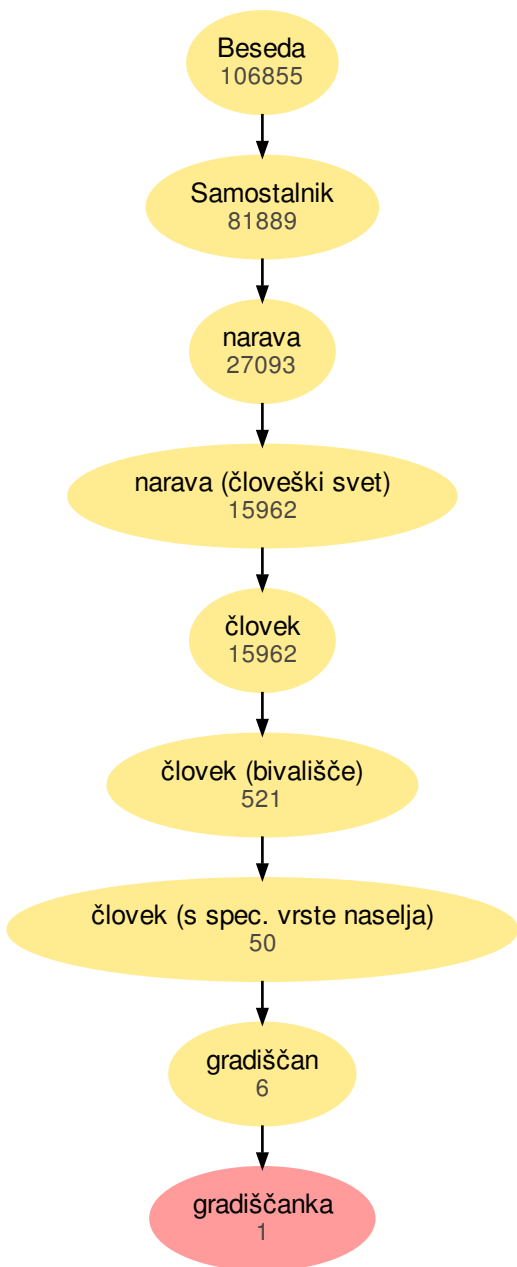 Beseda
106855
Samostalnik
81889
narava
27093
narava (človeški svet)
15962
človek
15962
človek (bivališče)
521
človek (s spec. vrste naselja)
50
gradiščan
6
gradiščanka
1